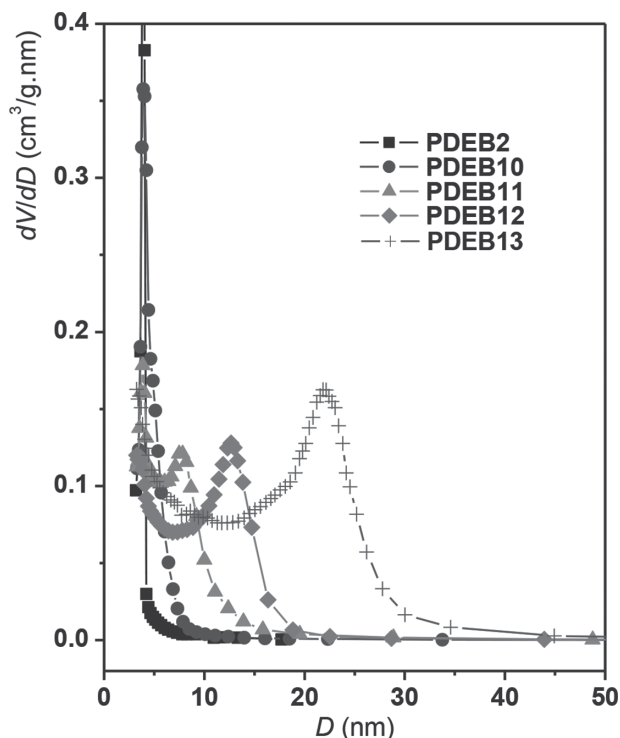 0.4
0.3
0.2
0.1
0.0
dV/dD (cm³/g.nm)
PDEB2
PDEB10
PDEB11
PDEB12
PDEB13
0 10 20 30 40 50
D (nm)